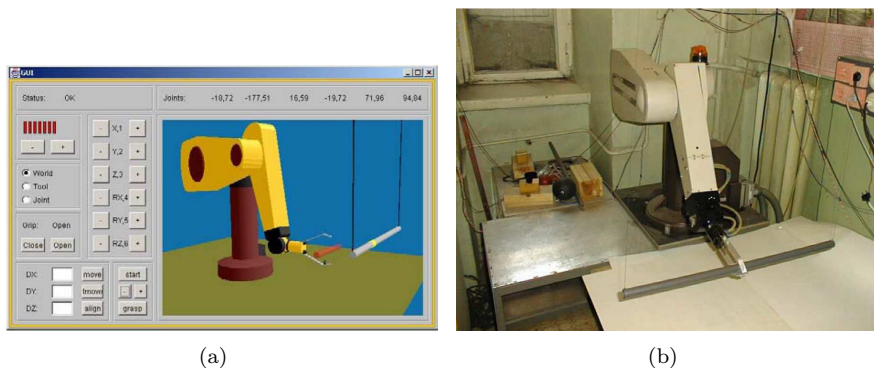 GUI
Status: OK
Joints: -18,72 -177,51 16,59 -19,72 71,96 94,84
- +
World
Tool
Joint
Grip: Open
Close Open
- X,1 +
- Y,2 +
- Z,3 +
- RX,4 +
- RY,5 +
- RZ,6 +
DX: move start
DY: tmove - +
DZ: align grasp
(a)
(b)